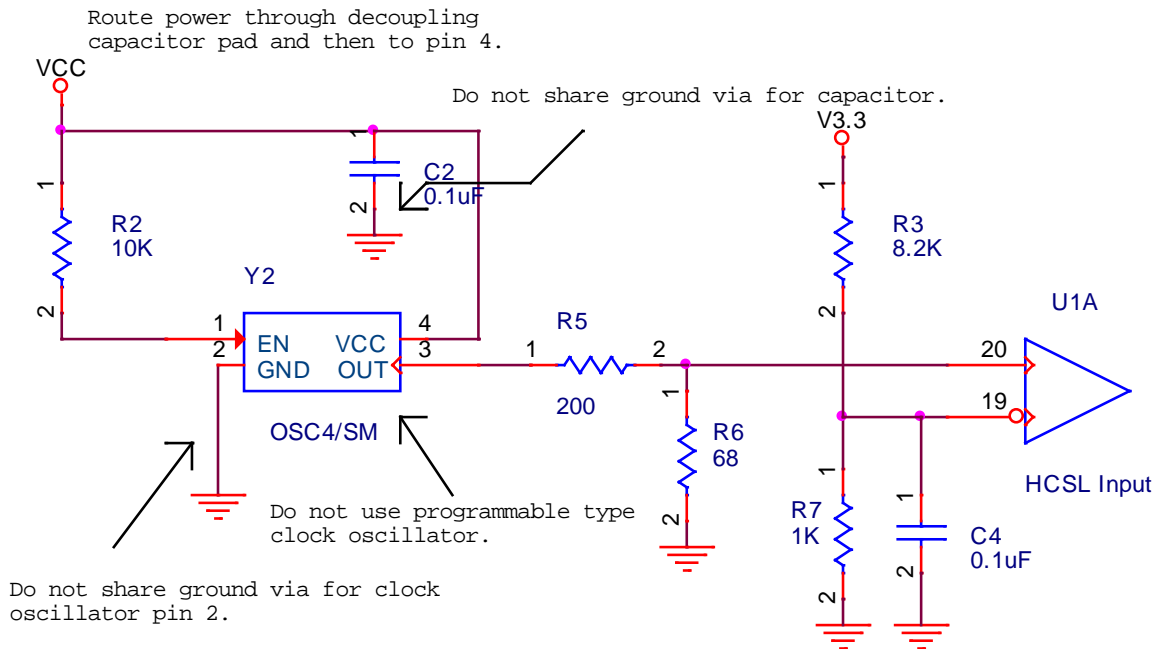 Route power through decoupling
capacitor pad and then to pin 4.
VCC
Do not share ground via for capacitor.
V3.3
1
C2
0.1uF
2
1
R2
10K
2
1
R3
8.2K
2
Y2
1
EN
VCC
4
2
GND
OUT
3
OSC4/SM
R5
1
2
200
U1A
20
19
HCSL Input
1
R6
68
2
1
R7
1K
2
1
C4
0.1uF
2
Do not use programmable type
clock oscillator.
Do not share ground via for clock
oscillator pin 2.